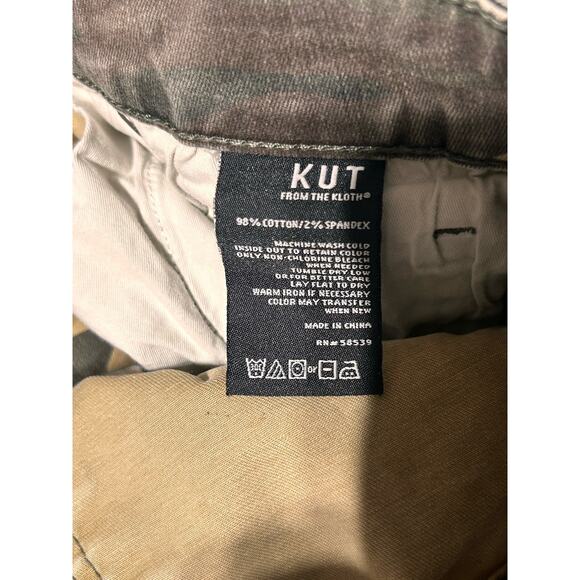 KUT
FROM THE KLOTH®
98% COTTON/2% SPANDEX
MACHINE WASH COLD
INSIDE OUT TO RETAIN COLOR
ONLY NON-CHLORINE BLEACH
WHEN NEEDED
TUMBLE DRY LOW
OR FOR BETTER CARE
LAY FLAT TO DRY
WARM IRON IF NECESSARY
COLOR MAY TRANSFER
WHEN NEW
MADE IN CHINA
RN# 58539
or